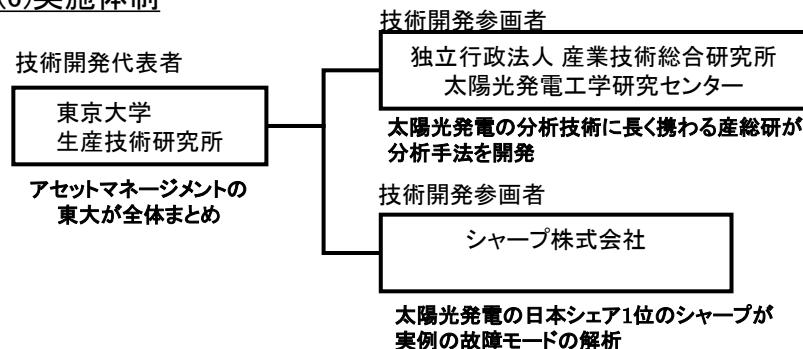 (6)実施体制
技術開発代表者
東京大学
生産技術研究所
アセットマネージメントの
東大が全体まとめ
技術開発参画者
独立行政法人 産業技術総合研究所
太陽光発電工学研究センター
太陽光発電の分析技術に長く携わる産総研が
分析手法を開発
技術開発参画者
シャープ株式会社
太陽光発電の日本シェア1位のシャープが
実例の故障モードの解析